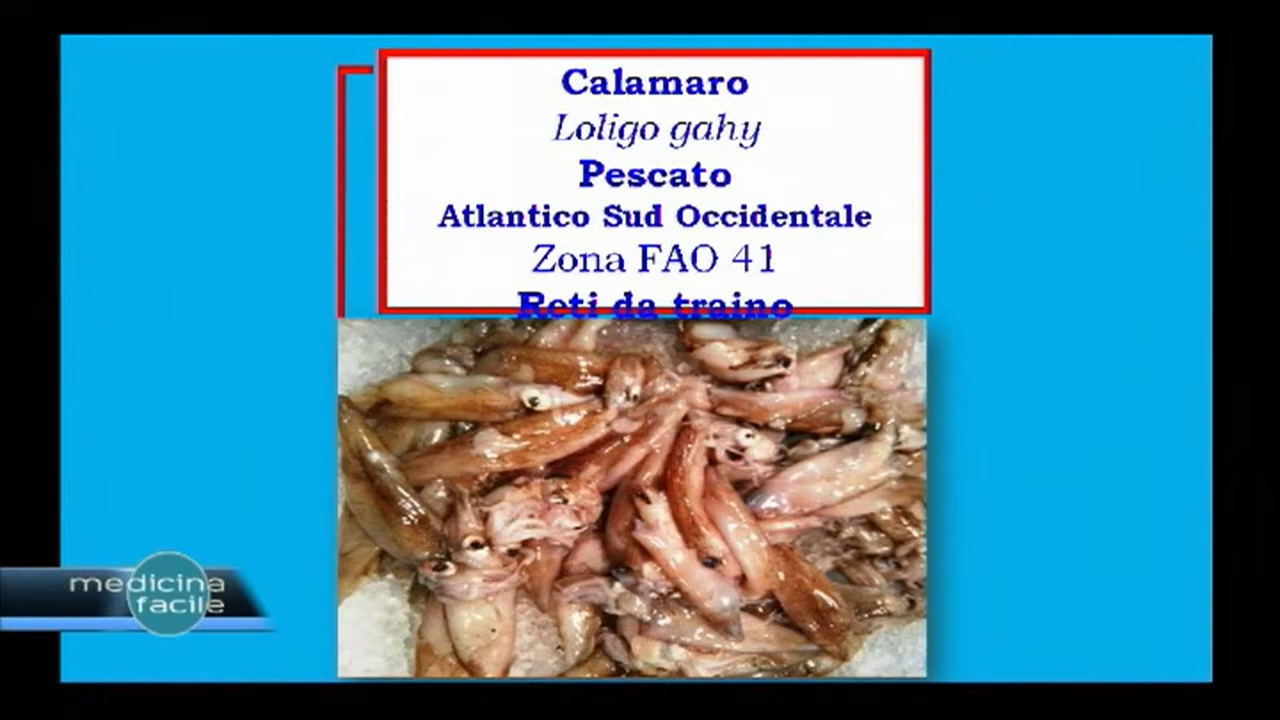 Calamaro
Loligo gahy
Pescato
Atlantico Sud Occidentale
Zona FAO 41
Reti da traino
medicina
facile